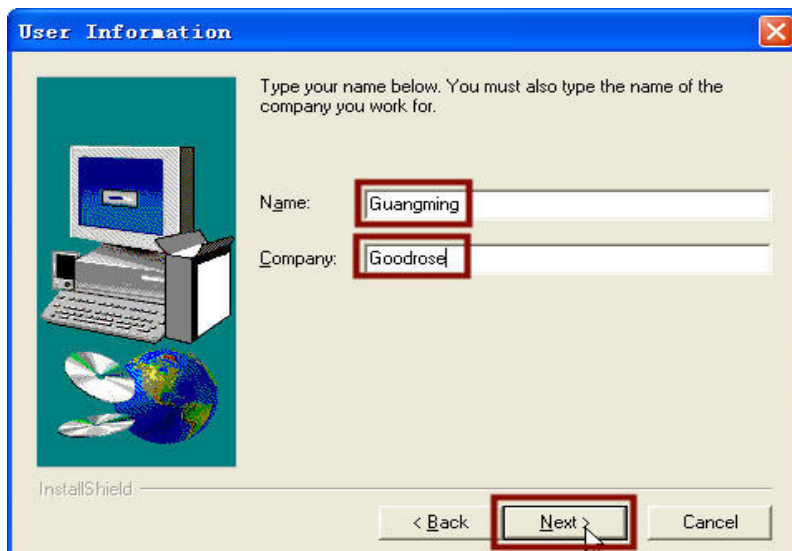 User Information
Type your name below. You must also type the name of the
company you work for.
Name: Guangming
Company: Goodrose
InstallShield
< Back Next > Cancel